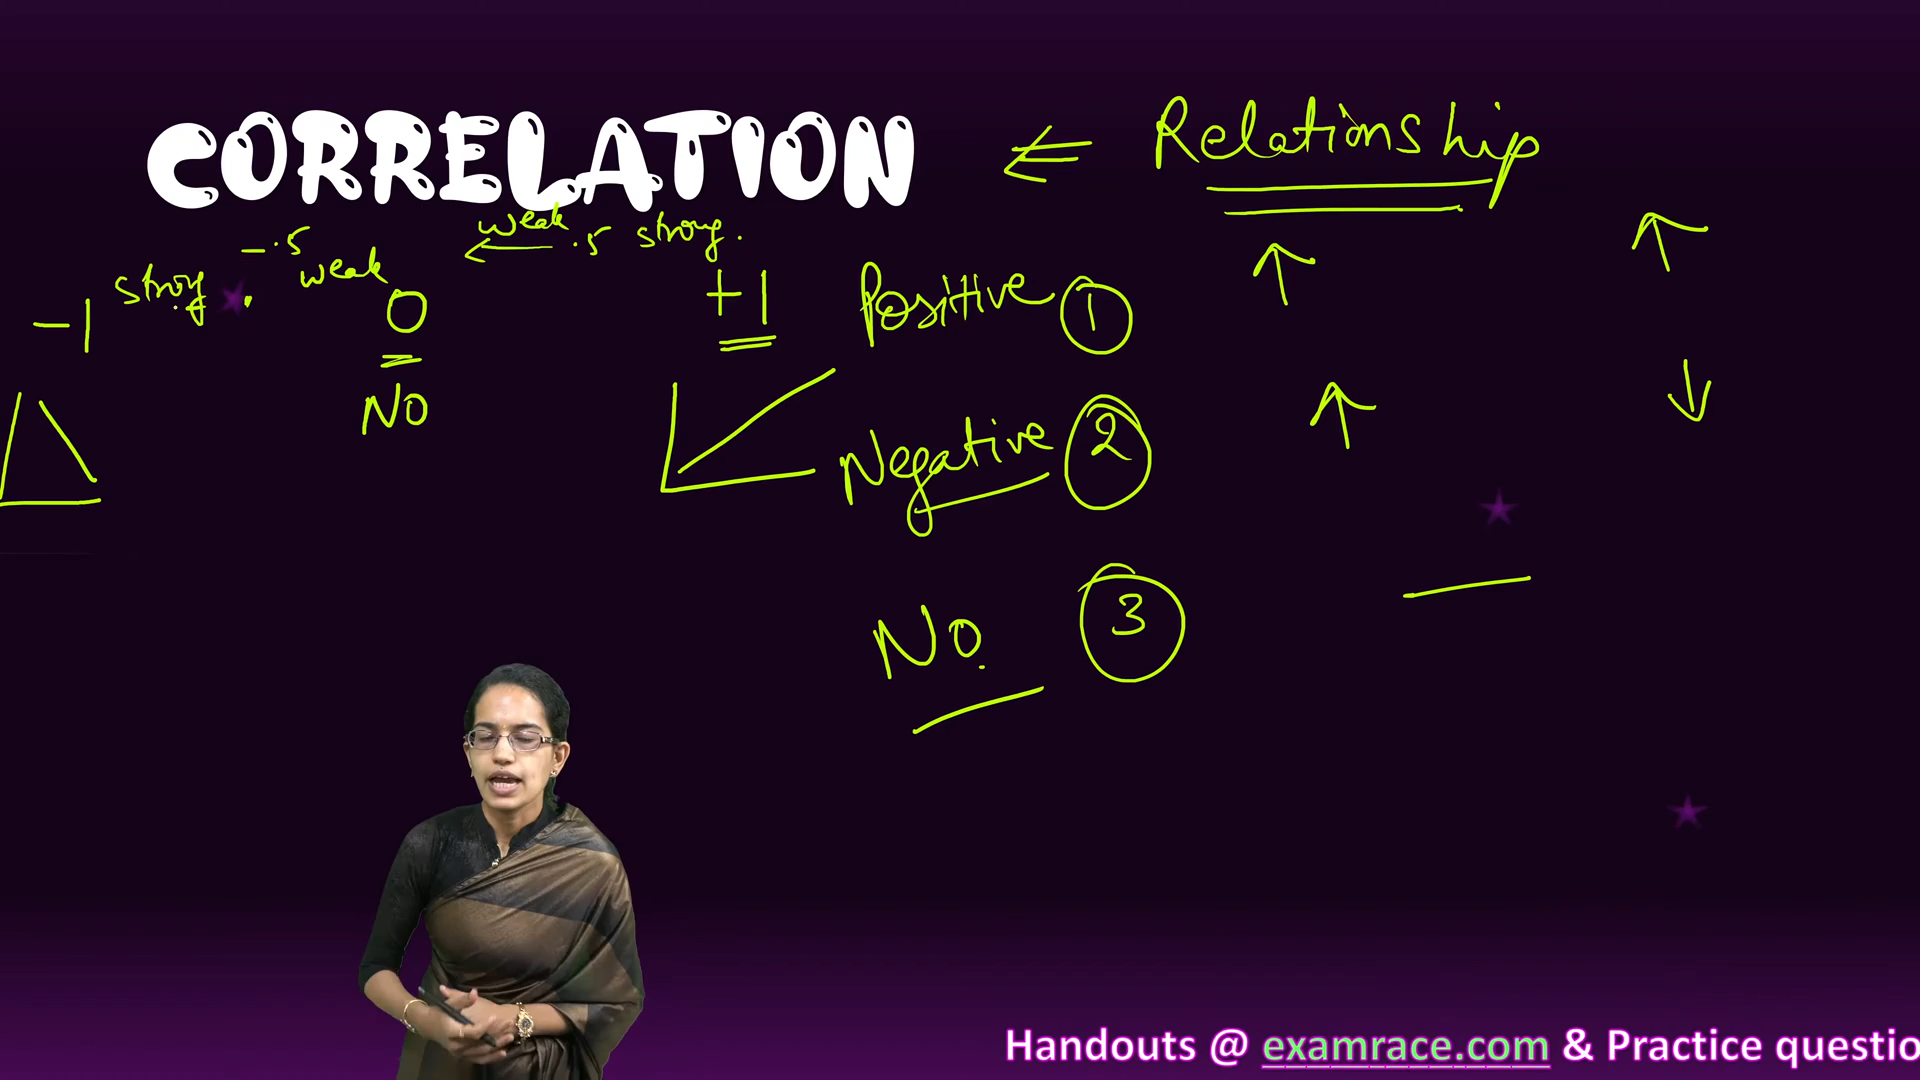 CORRELATION ⇐ Relationship
↑ ↑
-.5 weak ← .5 strong.
-1 strong . weak 0 +1 Positive 1
NO
Negative 2 ↑ ↓
No 3 —
Handouts @ examrace.com & Practice questio